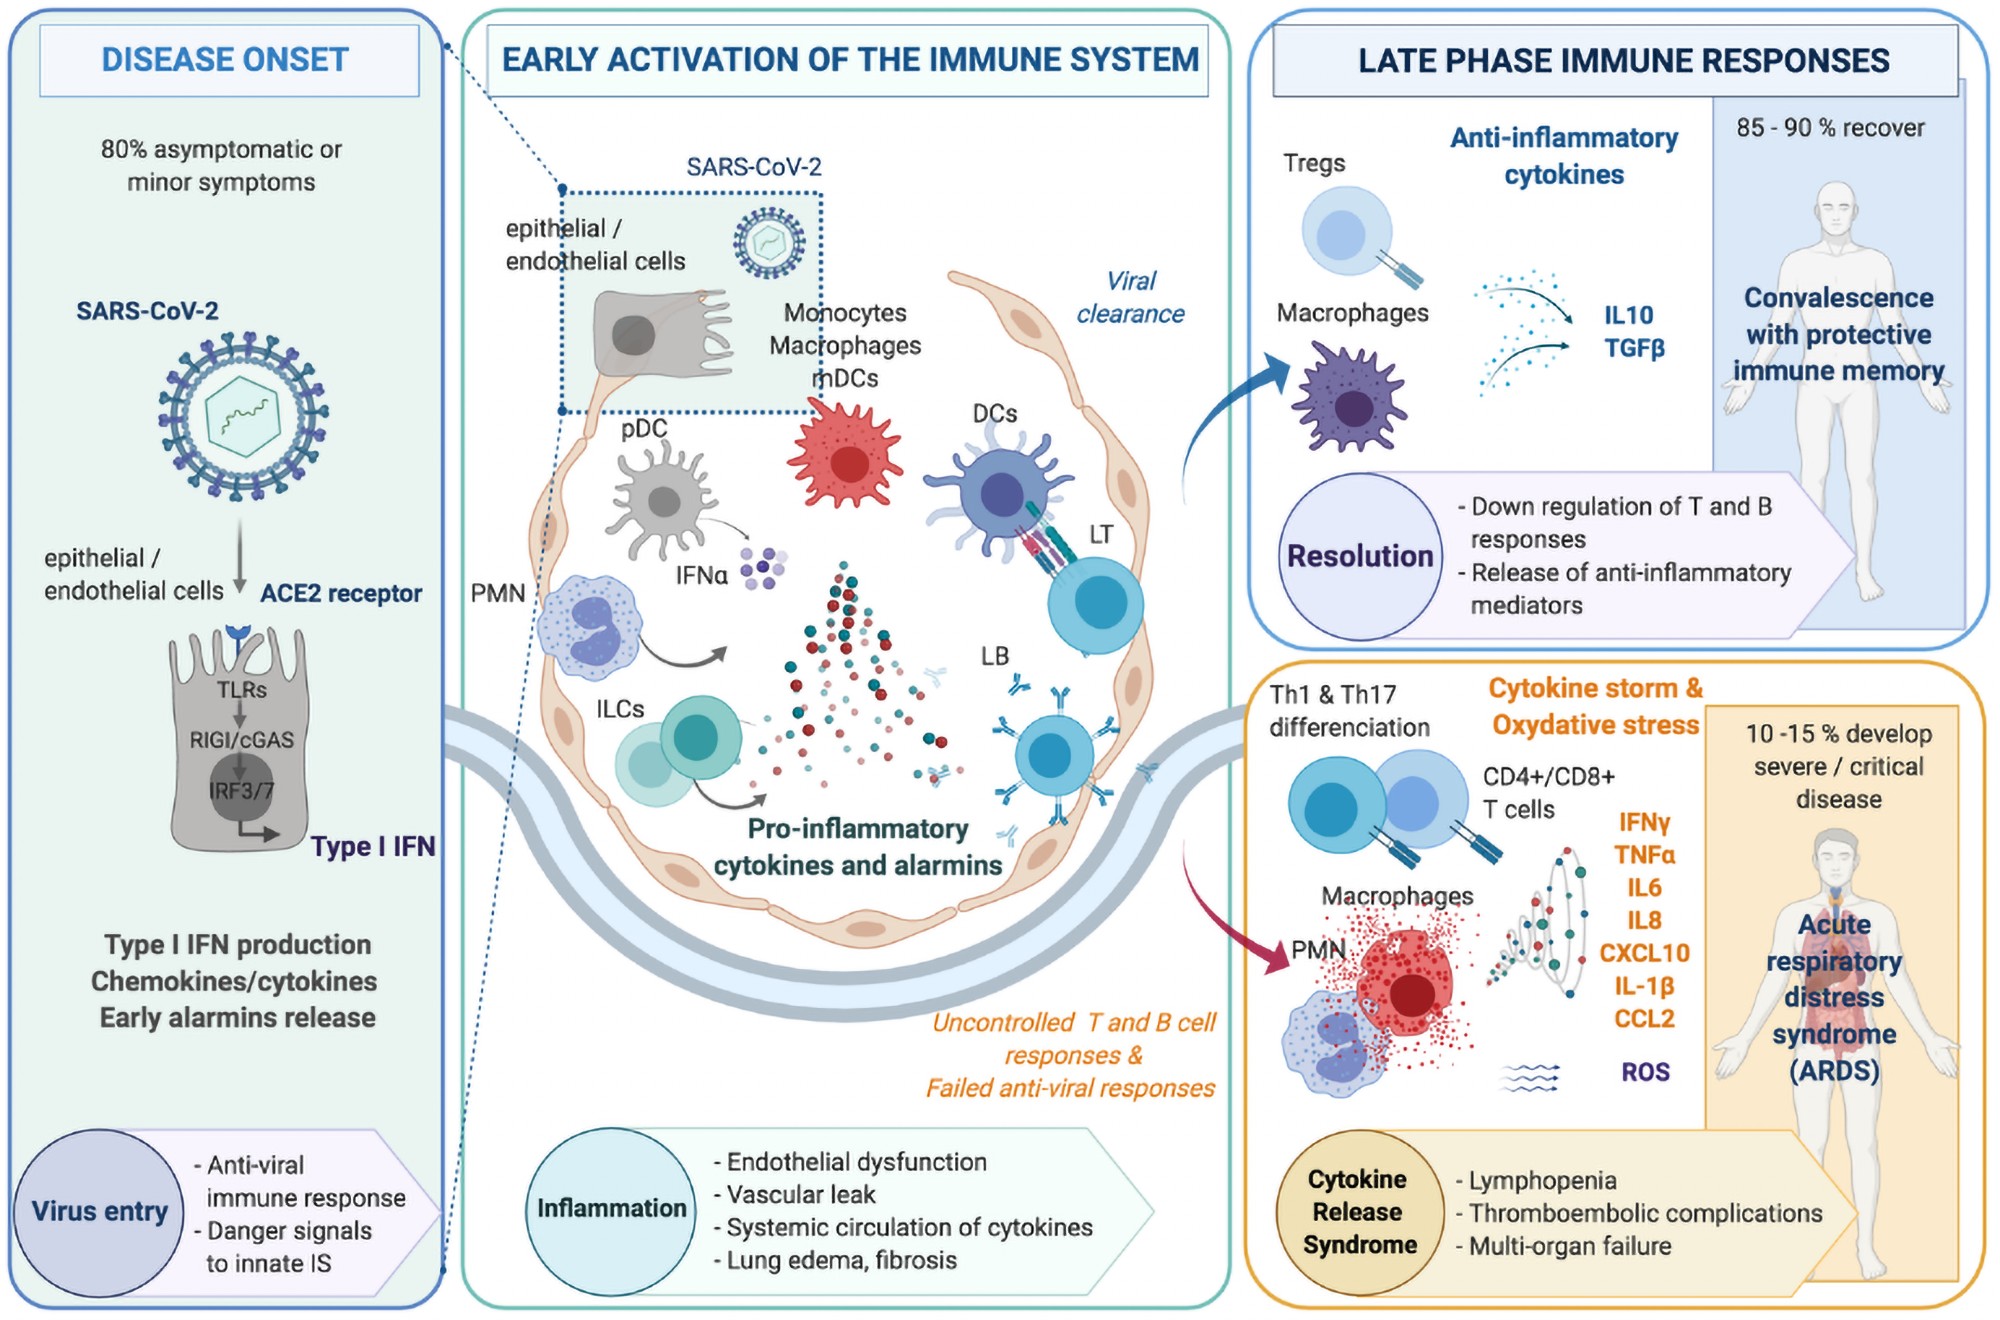 DISEASE ONSET
80% asymptomatic or
minor symptoms
SARS-CoV-2
epithelial /
endothelial cells
ACE2 receptor
TLRs
RIGI/cGAS
IRF3/7
Type I IFN
Type I IFN production
Chemokines/cytokines
Early alarmins release
Virus entry
- Anti-viral
immune response
- Danger signals
to innate IS
EARLY ACTIVATION OF THE IMMUNE SYSTEM
SARS-CoV-2
epithelial /
endothelial cells
Monocytes
Macrophages
mDCs
Viral
clearance
pDC
DCs
IFNα
LT
PMN
LB
ILCs
Pro-inflammatory
cytokines and alarmins
Uncontrolled T and B cell
responses &
Failed anti-viral responses
Inflammation
- Endothelial dysfunction
- Vascular leak
- Systemic circulation of cytokines
- Lung edema, fibrosis
LATE PHASE IMMUNE RESPONSES
Tregs
Anti-inflammatory
cytokines
85 - 90 % recover
Macrophages
IL10
TGFβ
Convalescence
with protective
immune memory
Resolution
- Down regulation of T and B
responses
- Release of anti-inflammatory
mediators
Th1 & Th17
differenciation
Cytokine storm &
Oxydative stress
10 -15 % develop
severe / critical
disease
CD4+/CD8+
T cells
Macrophages
PMN
IFNγ
TNFα
IL6
IL8
CXCL10
IL-1β
CCL2
ROS
Acute
respiratory
distress
syndrome
(ARDS)
Cytokine
Release
Syndrome
- Lymphopenia
- Thromboembolic complications
- Multi-organ failure